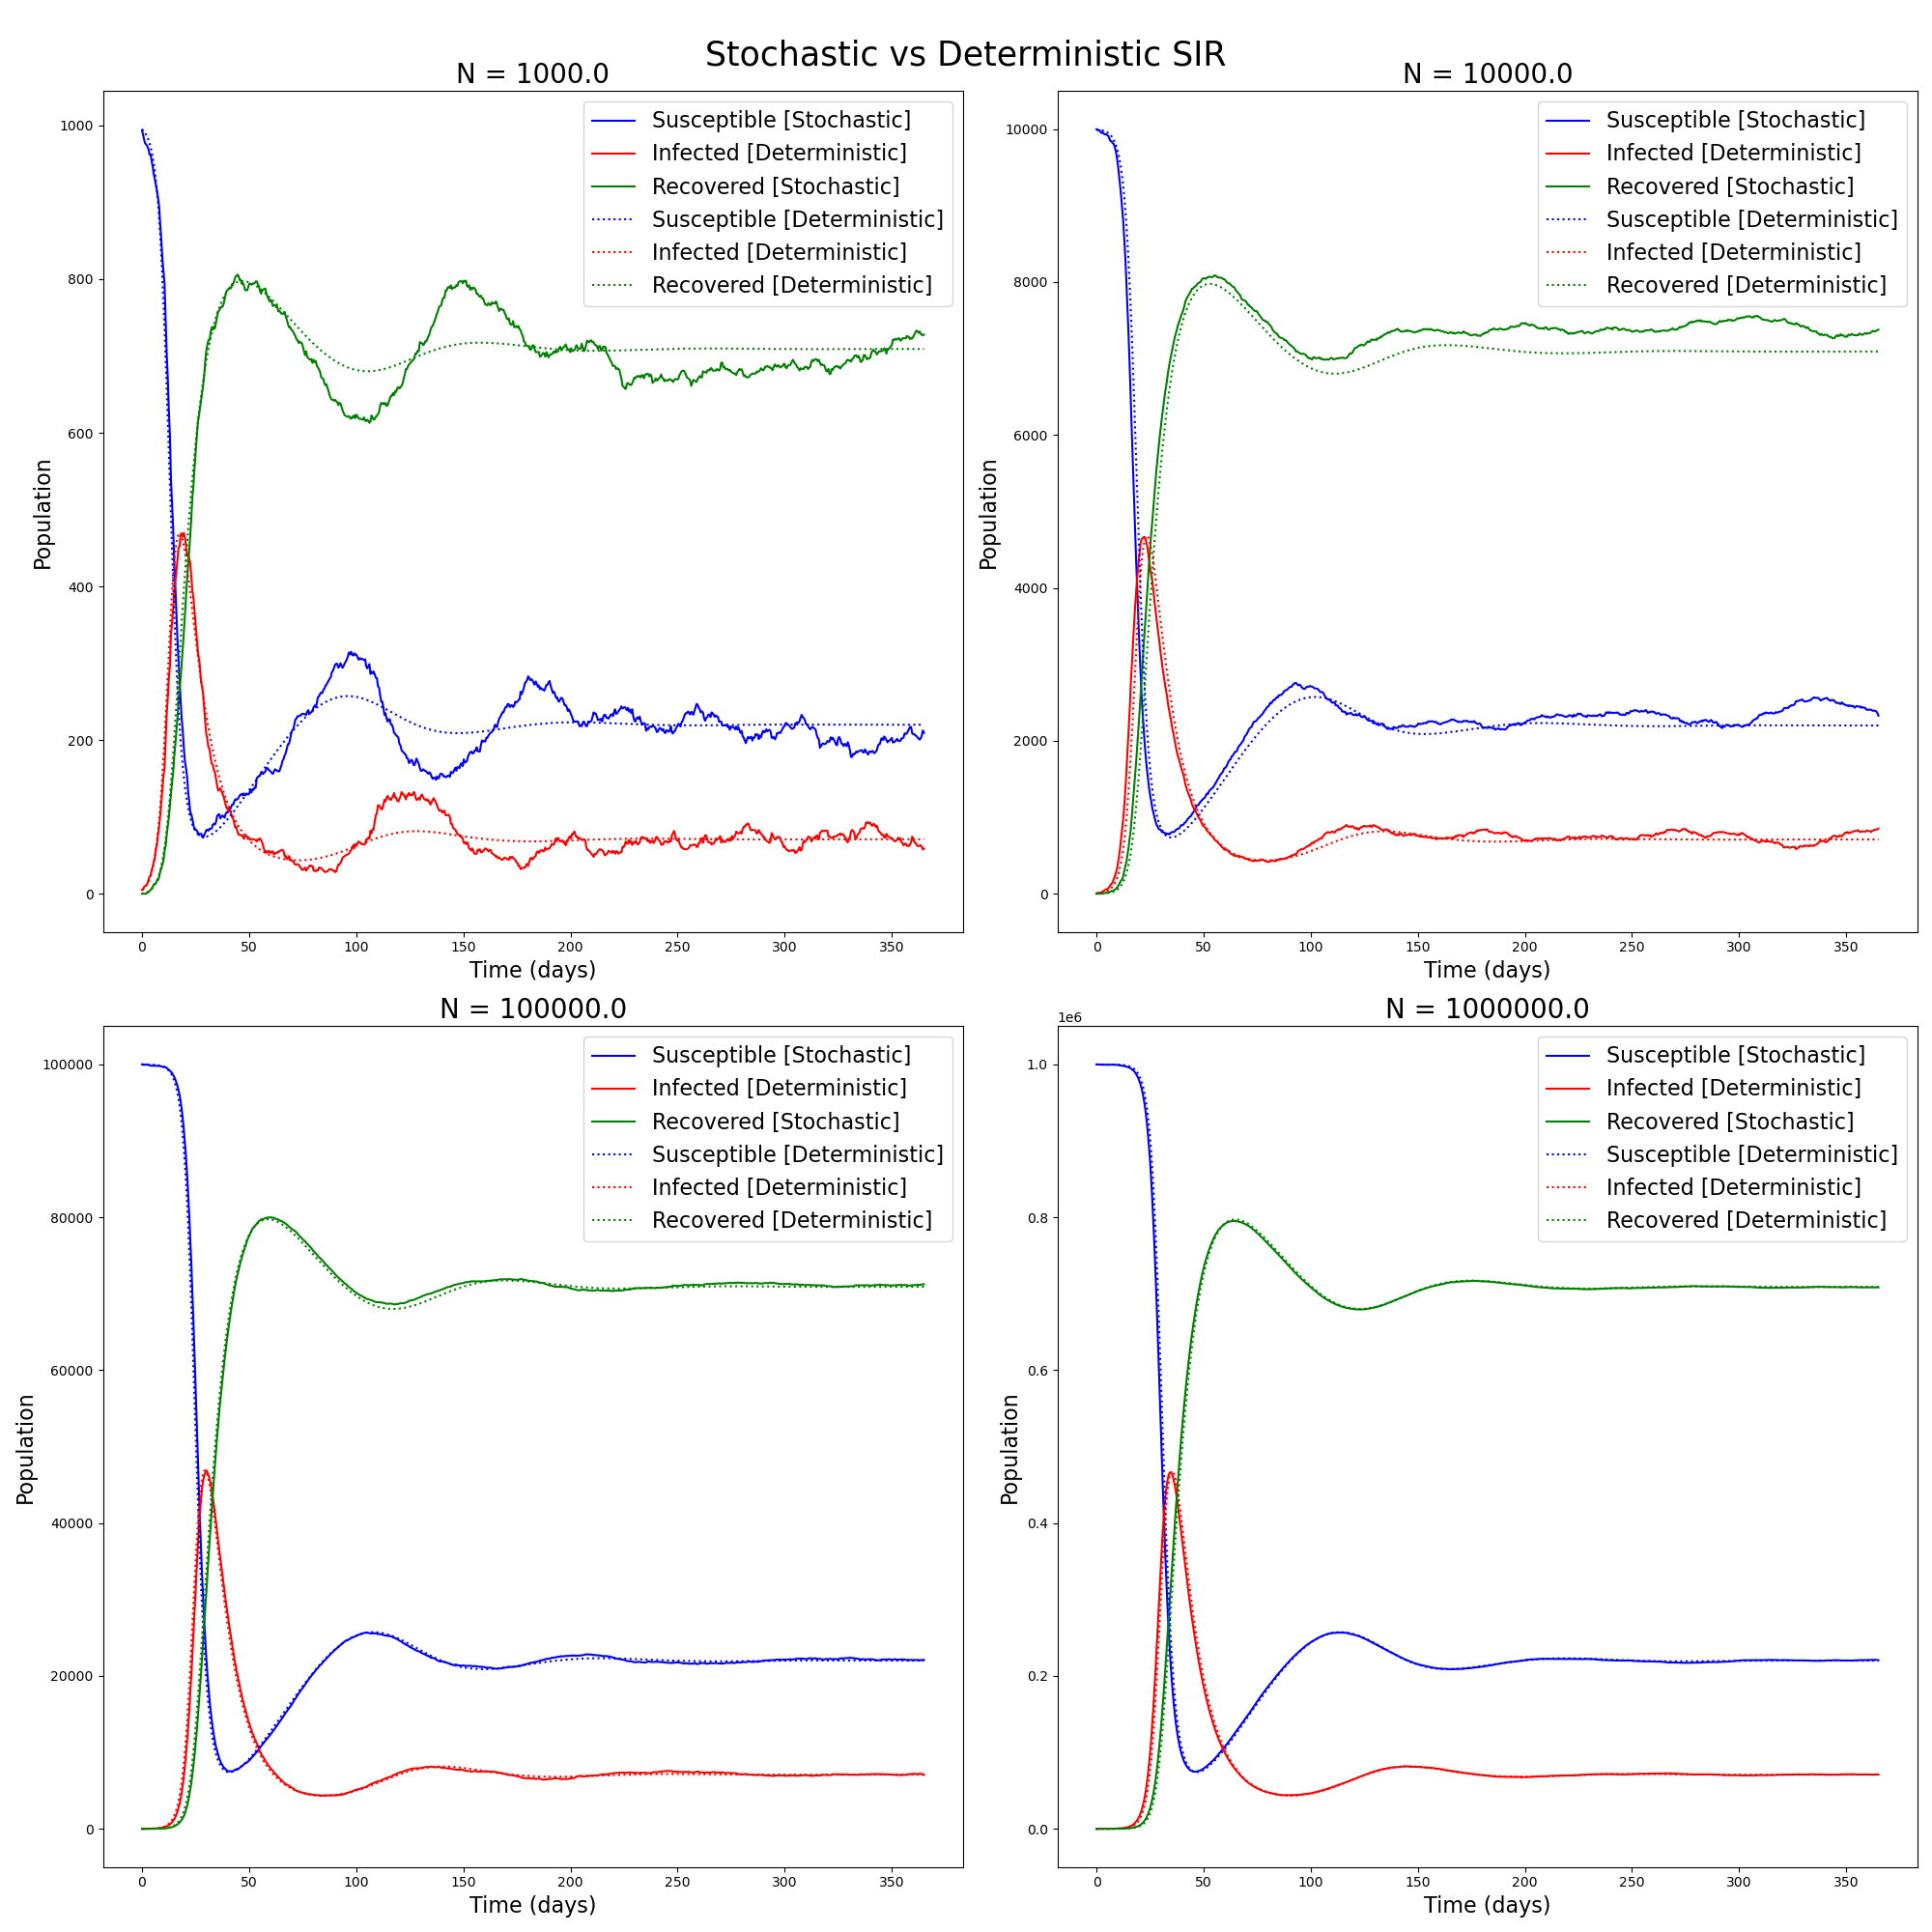 Stochastic vs Deterministic SIR
N = 1000.0
1000
800
600
400
200
0
Population
Susceptible [Stochastic]
Infected [Deterministic]
Recovered [Stochastic]
Susceptible [Deterministic]
Infected [Deterministic]
Recovered [Deterministic]
0 50 100 150 200 250 300 350
Time (days)
N = 10000.0
10000
8000
6000
4000
2000
0
Population
Susceptible [Stochastic]
Infected [Deterministic]
Recovered [Stochastic]
Susceptible [Deterministic]
Infected [Deterministic]
Recovered [Deterministic]
0 50 100 150 200 250 300 350
Time (days)
N = 100000.0
100000
80000
60000
40000
20000
0
Population
Susceptible [Stochastic]
Infected [Deterministic]
Recovered [Stochastic]
Susceptible [Deterministic]
Infected [Deterministic]
Recovered [Deterministic]
0 50 100 150 200 250 300 350
Time (days)
N = 1000000.0
1e6
1.0
0.8
0.6
0.4
0.2
0.0
Population
Susceptible [Stochastic]
Infected [Deterministic]
Recovered [Stochastic]
Susceptible [Deterministic]
Infected [Deterministic]
Recovered [Deterministic]
0 50 100 150 200 250 300 350
Time (days)